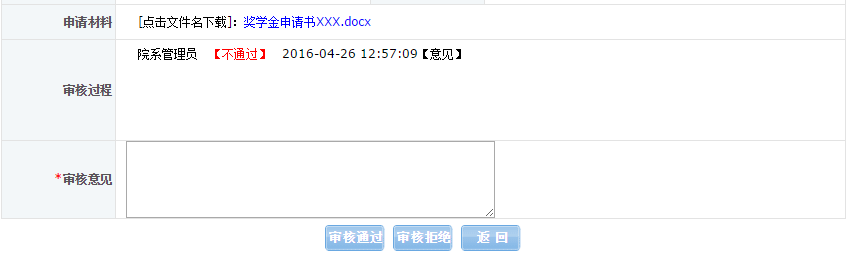 申请材料 [点击文件名下载]：奖学金申请书XXX.docx
院系管理员 【不通过】 2016-04-26 12:57:09【意见】
审核过程
*审核意见
审核通过 审核拒绝 返 回